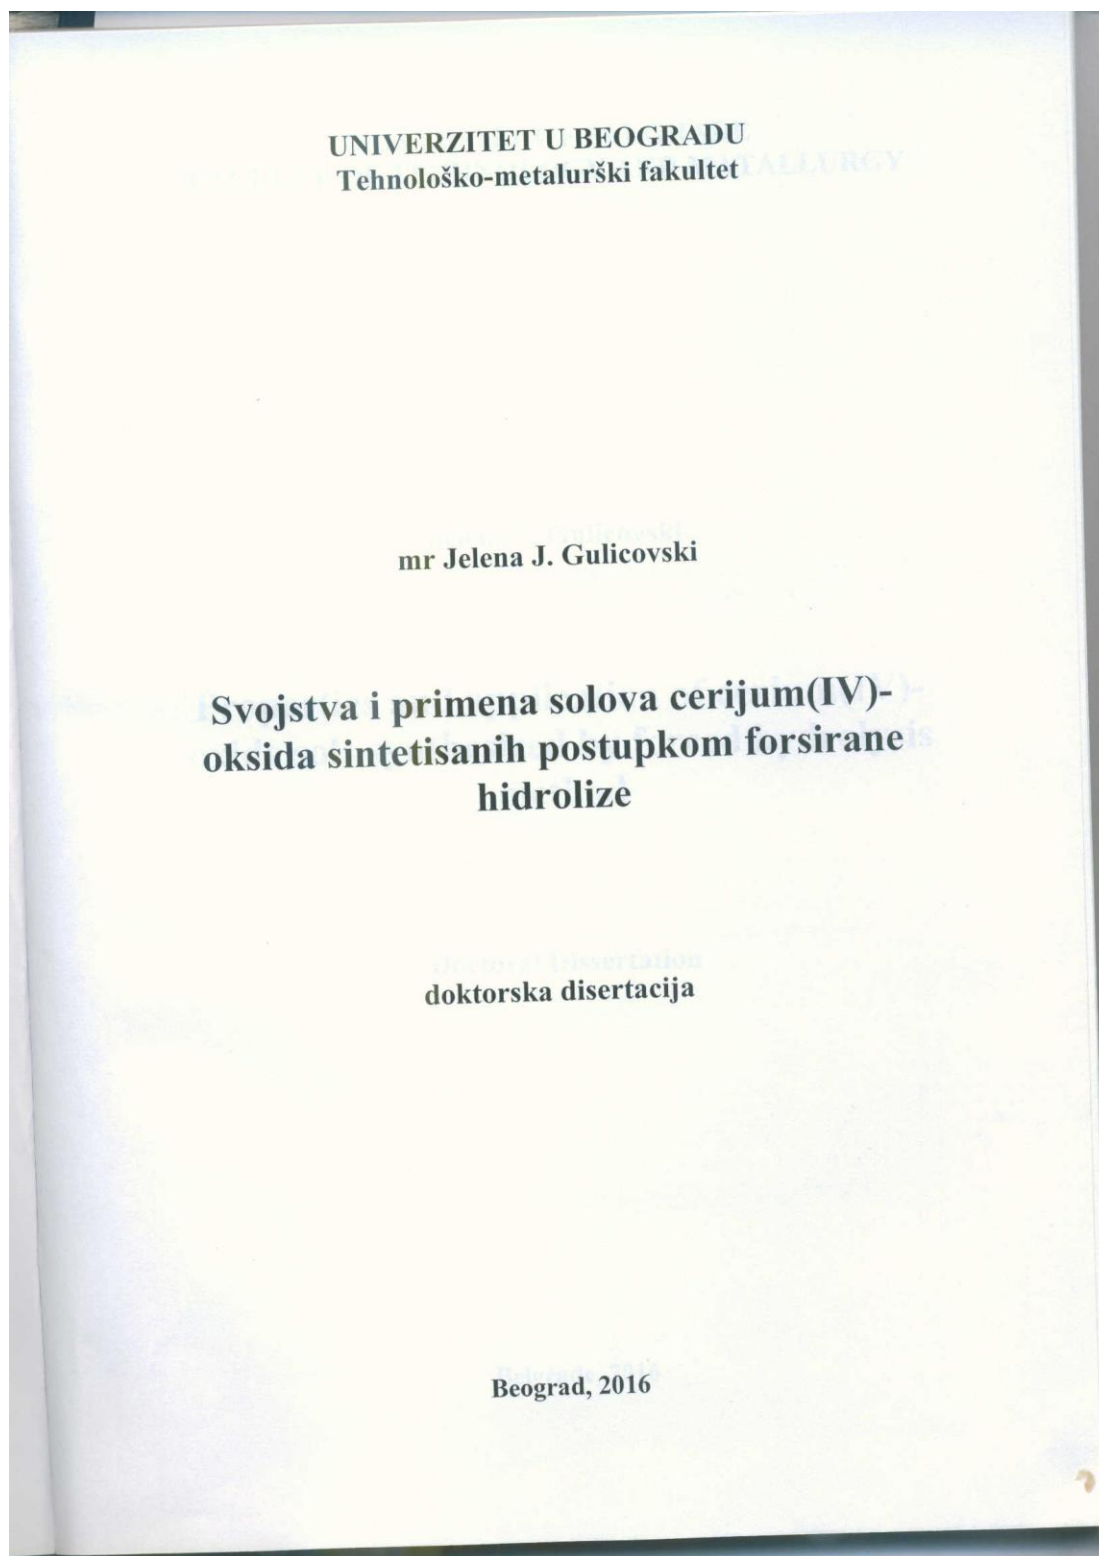 UNIVERZITET U BEOGRADU
Tehnološko-metalurški fakultet
mr Jelena J. Gulicovski
Svojstva i primena solova cerijum(IV)-
oksida sintetisanih postupkom forsirane
hidrolize
doktorska disertacija
Beograd, 2016